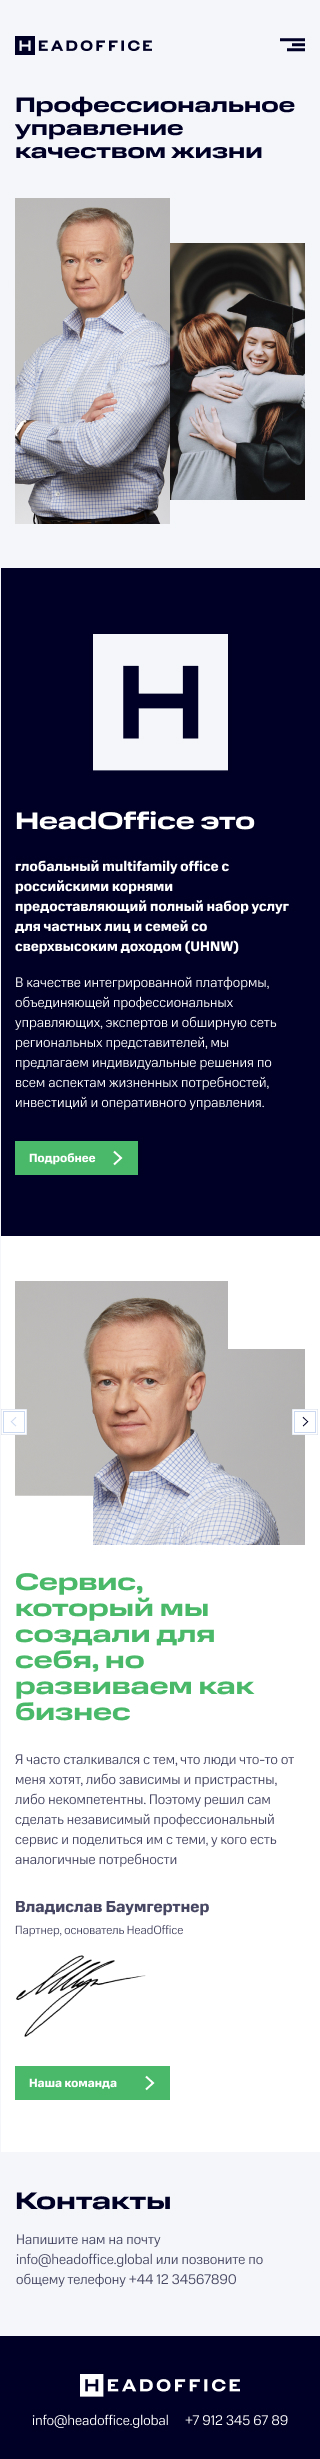 HEADOFFICE
Профессиональное
управление
качеством жизни
H
HeadOffice это
глобальный multifamily office с
российскими корнями
предоставляющий полный набор услуг
для частных лиц и семей со
сверхвысоким доходом (UHNW)
В качестве интегрированной платформы,
объединяющей профессиональных
управляющих, экспертов и обширную сеть
региональных представителей, мы
предлагаем индивидуальные решения по
всем аспектам жизненных потребностей,
инвестиций и оперативного управления.
Подробнее
Сервис,
который мы
создали для
себя, но
развиваем как
бизнес
Я часто сталкивался с тем, что люди что-то от
меня хотят, либо зависимы и пристрастны,
либо некомпетентны. Поэтому решил сам
сделать независимый профессиональный
сервис и поделиться им с теми, у кого есть
аналогичные потребности
Владислав Баумгертнер
Партнер, основатель HeadOffice
Наша команда
Контакты
Напишите нам на почту
info@headoffice.global или позвоните по
общему телефону +44 12 34567890
HEADOFFICE
info@headoffice.global +7 912 345 67 89